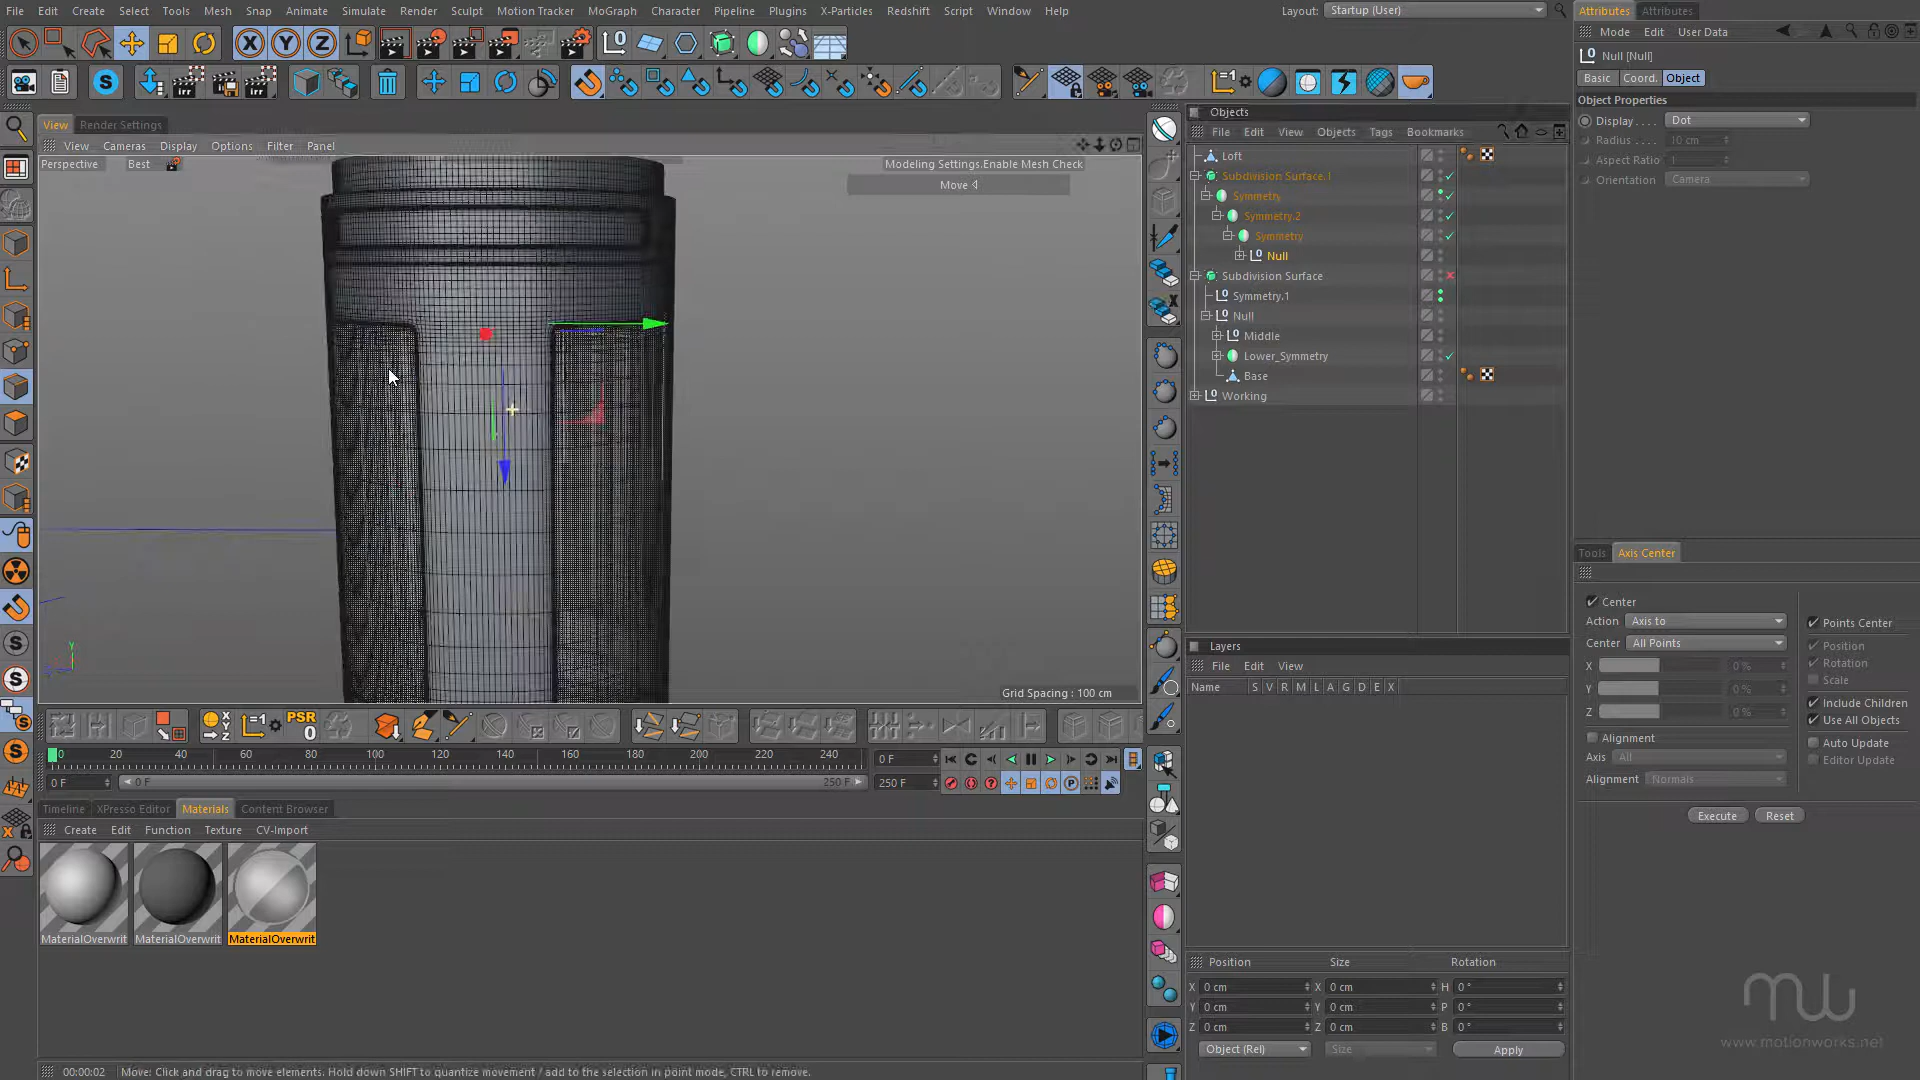 File Edit Create Select Tools Mesh Snap Animate Simulate Render Sculpt Motion Tracker MoGraph Character Pipeline Plugins X-Particles Redshift Script Window Help
Layout: Startup (User)
Attributes Attributes
Mode Edit User Data
Null [Null]
Basic Coord. Object
Object Properties
Display . . . . Dot
Radius . . . . 10 cm
Aspect Ratio 1
Orientation Camera
View Render Settings
View Cameras Display Options Filter Panel
Perspective Best
Modeling Settings.Enable Mesh Check
Move
Grid Spacing : 100 cm
Objects
File Edit View Objects Tags Bookmarks
Loft
Subdivision Surface.1
Symmetry
Symmetry.2
Symmetry
Null
Subdivision Surface
Symmetry.1
Null
Middle
Lower_Symmetry
Base
Working
Tools Axis Center
Center
Action Axis to
Center All Points
X 0 %
Y 0 %
Z 0 %
Points Center
Position
Rotation
Scale
Include Children
Use All Objects
Alignment
Auto Update
Axis All
Editor Update
Alignment Normals
Execute Reset
Layers
File Edit View
Name S V R M L A G D E X
PSR
0
0 20 40 60 80 100 120 140 160 180 200 220 240
0 F
0 F 0 F 250 F 250 F
Timeline XPresso Editor Materials Content Browser
Create Edit Function Texture CV-Import
MaterialOverwrit MaterialOverwrit MaterialOverwrit
Position Size Rotation
X 0 cm X 0 cm H 0 °
Y 0 cm Y 0 cm P 0 °
Z 0 cm Z 0 cm B 0 °
Object (Rel) Size Apply
mw
www.motionworks.net
00:00:02 Move: Click and drag to move elements. Hold down SHIFT to quantize movement / add to the selection in point mode, CTRL to remove.